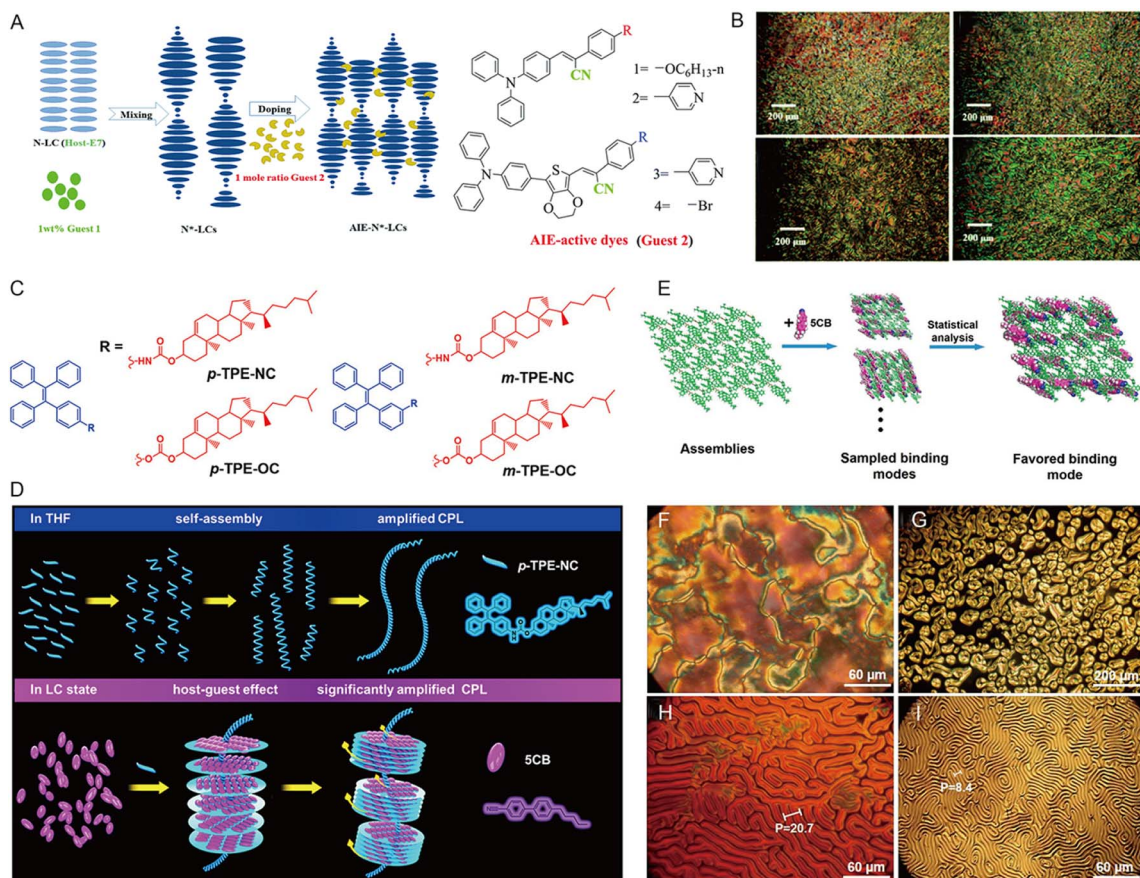 A
N-LC (Host-E7)
1wt% Guest 1
Mixing
N*-LCs
Doping
1 mole ratio Guest 2
AIE-N*-LCs
N
R
CN
1= −OC6H13-n
2=
N
N
S
O
O
R
CN
3=
N
4= −Br
AIE-active dyes (Guest 2)
B
200 µm
200 µm
200 µm
200 µm
C
R
R =
HN
O
O
p-TPE-NC
O
O
O
p-TPE-OC
R
HN
O
O
m-TPE-NC
O
O
O
m-TPE-OC
E
+
5CB
Statistical
analysis
Assemblies
Sampled binding
modes
Favored binding
mode
D
In THF
self-assembly
amplified CPL
p-TPE-NC
In LC state
host-guest effect
significantly amplified CPL
5CB
F
60 µm
G
200 µm
H
P=20.7
60 µm
I
P=8.4
60 µm